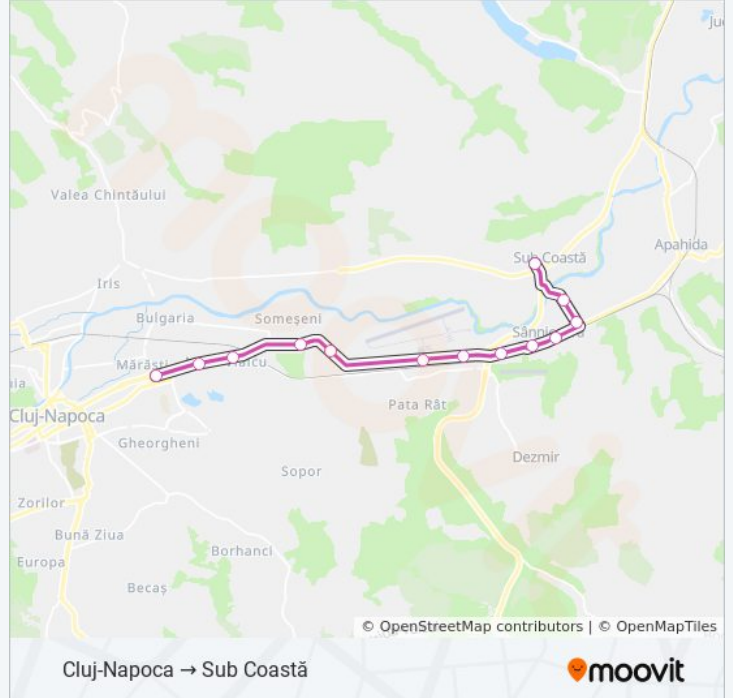 Valea Chintăului
Sub Coastă
Apahida
Iris
Bulgaria
Someșeni
Mărăști
Cluj-Napoca
Pata Rât
Gheorgheni
Dezmir
Sopor
Zorilor
Bună Ziua
Borhanci
Europa
Becaș
© OpenStreetMap contributors | © OpenMapTiles
Cluj-Napoca → Sub Coastă
moovit